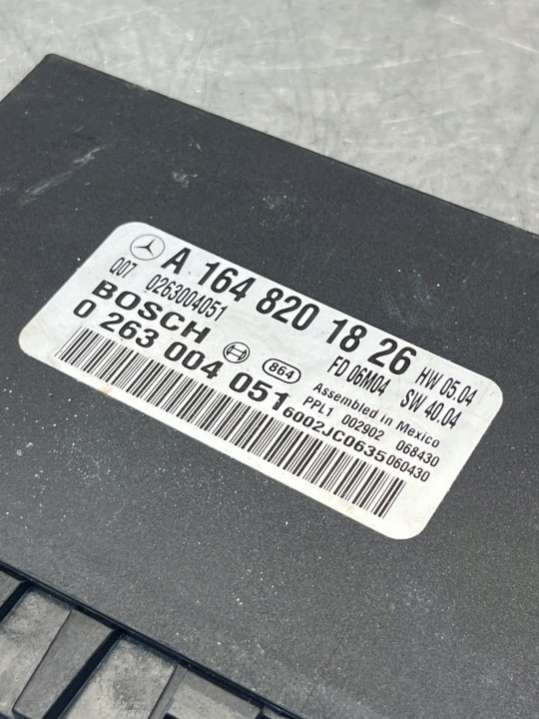 A 164 820 18 26 HW 05.04
007 0263004051 FD 06M04 SW 40.04
BOSCH 864 Assembled in Mexico
0 263 004 051 PPL1 002902 068430
6002JC0635 060430